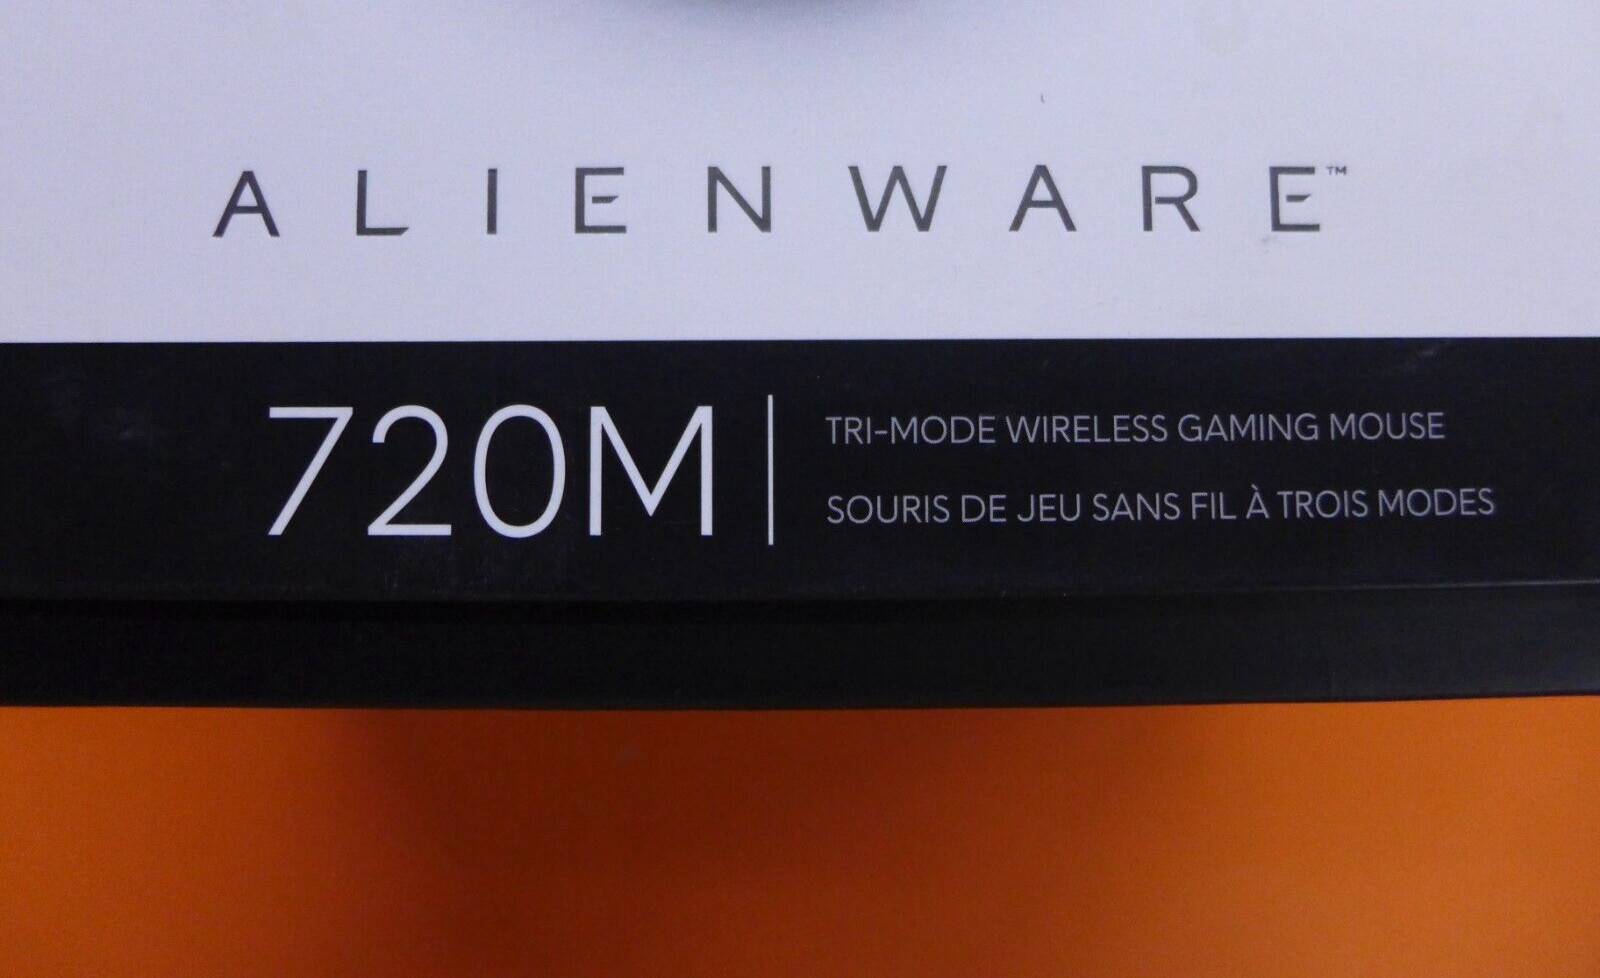 ALIENWARE™
720M
TRI-MODE WIRELESS GAMING MOUSE
SOURIS DE JEU SANS FIL À TROIS MODES